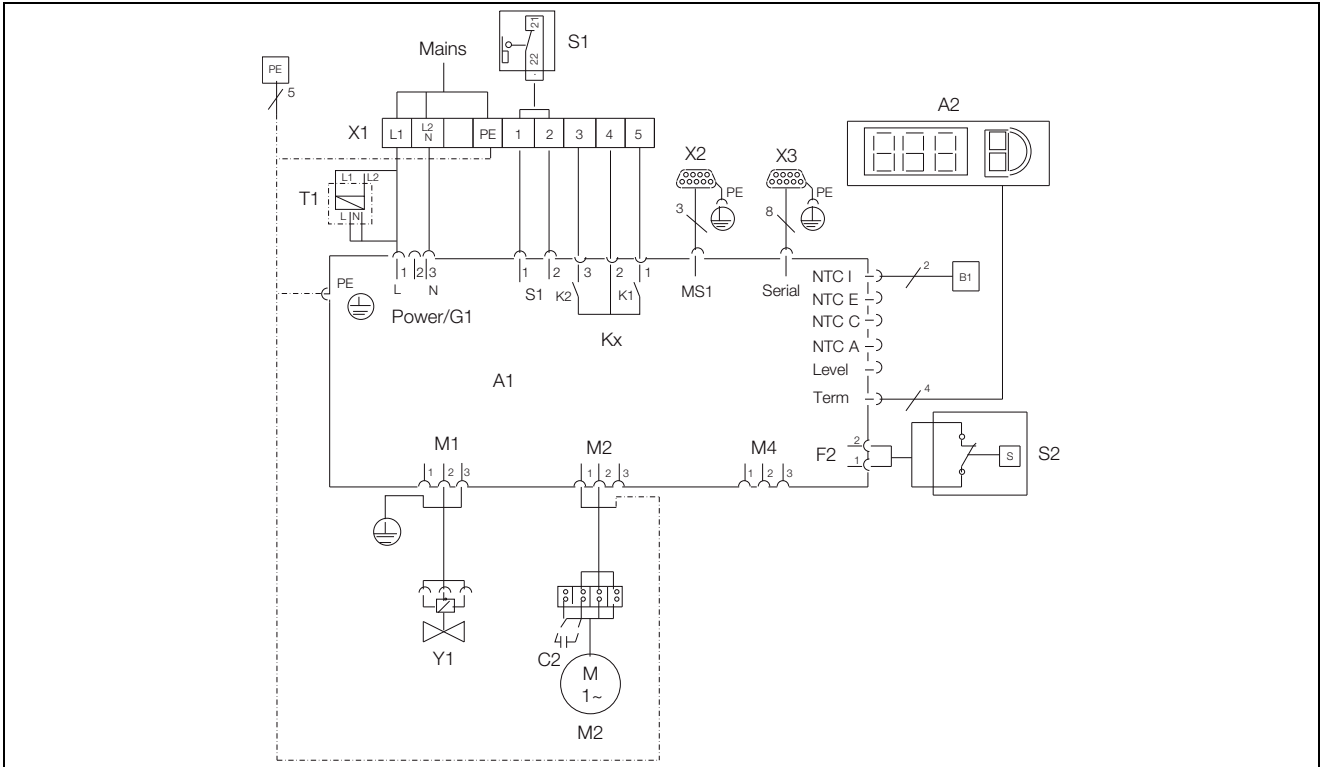 21
22
S1
Mains
PE
5
A2
X1
L1
L2
N
PE
1
2
3
4
5
X2
X3
PE
PE
3
8
T1
L1
L2
L
N
PE
1
2
3
L
N
Power/G1
1
2
S1
3
2
1
K2
K1
Kx
MS1
Serial
NTC I
2
B1
NTC E
NTC C
NTC A
Level
Term
4
A1
F2
2
1
S
S2
M1
1
2
3
M2
1
2
3
M4
1
2
3
Y1
C2
M
1~
M2